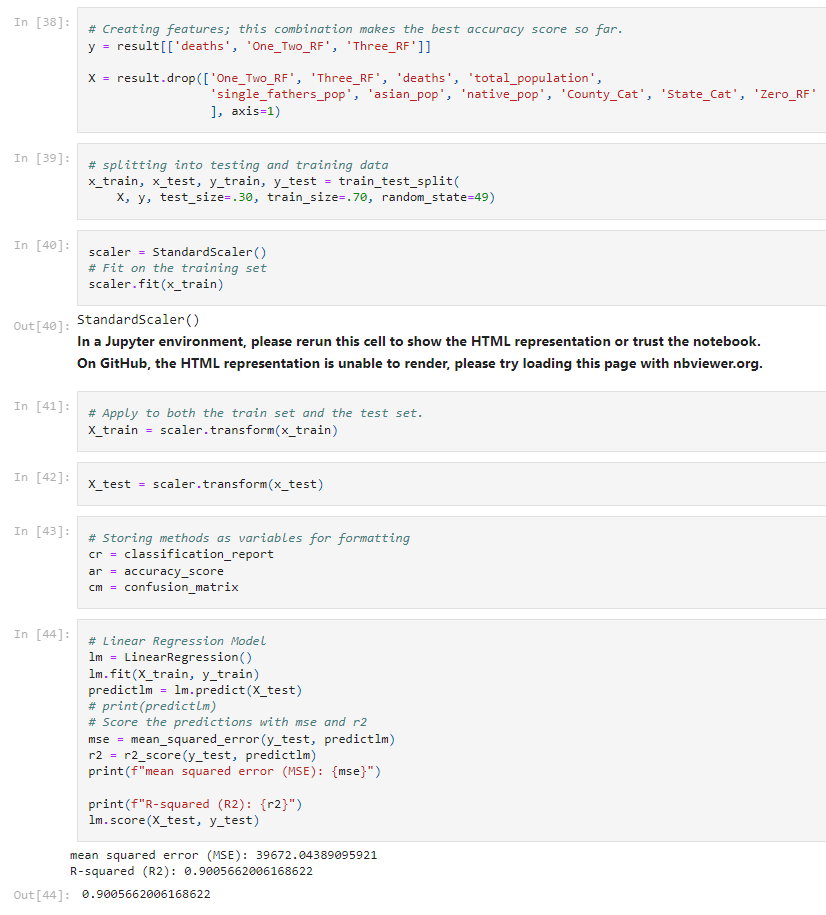 In [38]:
# Creating features; this combination makes the best accuracy score so far.
y = result[['deaths', 'One_Two_RF', 'Three_RF']]
X = result.drop(['One_Two_RF', 'Three_RF', 'deaths', 'total_population',
'single_fathers_pop', 'asian_pop', 'native_pop', 'County_Cat', 'State_Cat', 'Zero_RF'
], axis=1)
In [39]:
# splitting into testing and training data
x_train, x_test, y_train, y_test = train_test_split(
X, y, test_size=.30, train_size=.70, random_state=49)
In [40]:
scaler = StandardScaler()
# Fit on the training set
scaler.fit(x_train)
Out[40]:
StandardScaler()
In a Jupyter environment, please rerun this cell to show the HTML representation or trust the notebook.
On GitHub, the HTML representation is unable to render, please try loading this page with nbviewer.org.
In [41]:
# Apply to both the train set and the test set.
X_train = scaler.transform(x_train)
In [42]:
X_test = scaler.transform(x_test)
In [43]:
# Storing methods as variables for formatting
cr = classification_report
ar = accuracy_score
cm = confusion_matrix
In [44]:
# Linear Regression Model
lm = LinearRegression()
lm.fit(X_train, y_train)
predictlm = lm.predict(X_test)
# print(predictlm)
# Score the predictions with mse and r2
mse = mean_squared_error(y_test, predictlm)
r2 = r2_score(y_test, predictlm)
print(f"mean squared error (MSE): {mse}")
print(f"R-squared (R2): {r2}")
lm.score(X_test, y_test)
mean squared error (MSE): 39672.04389095921
R-squared (R2): 0.9005662006168622
Out[44]: 0.9005662006168622